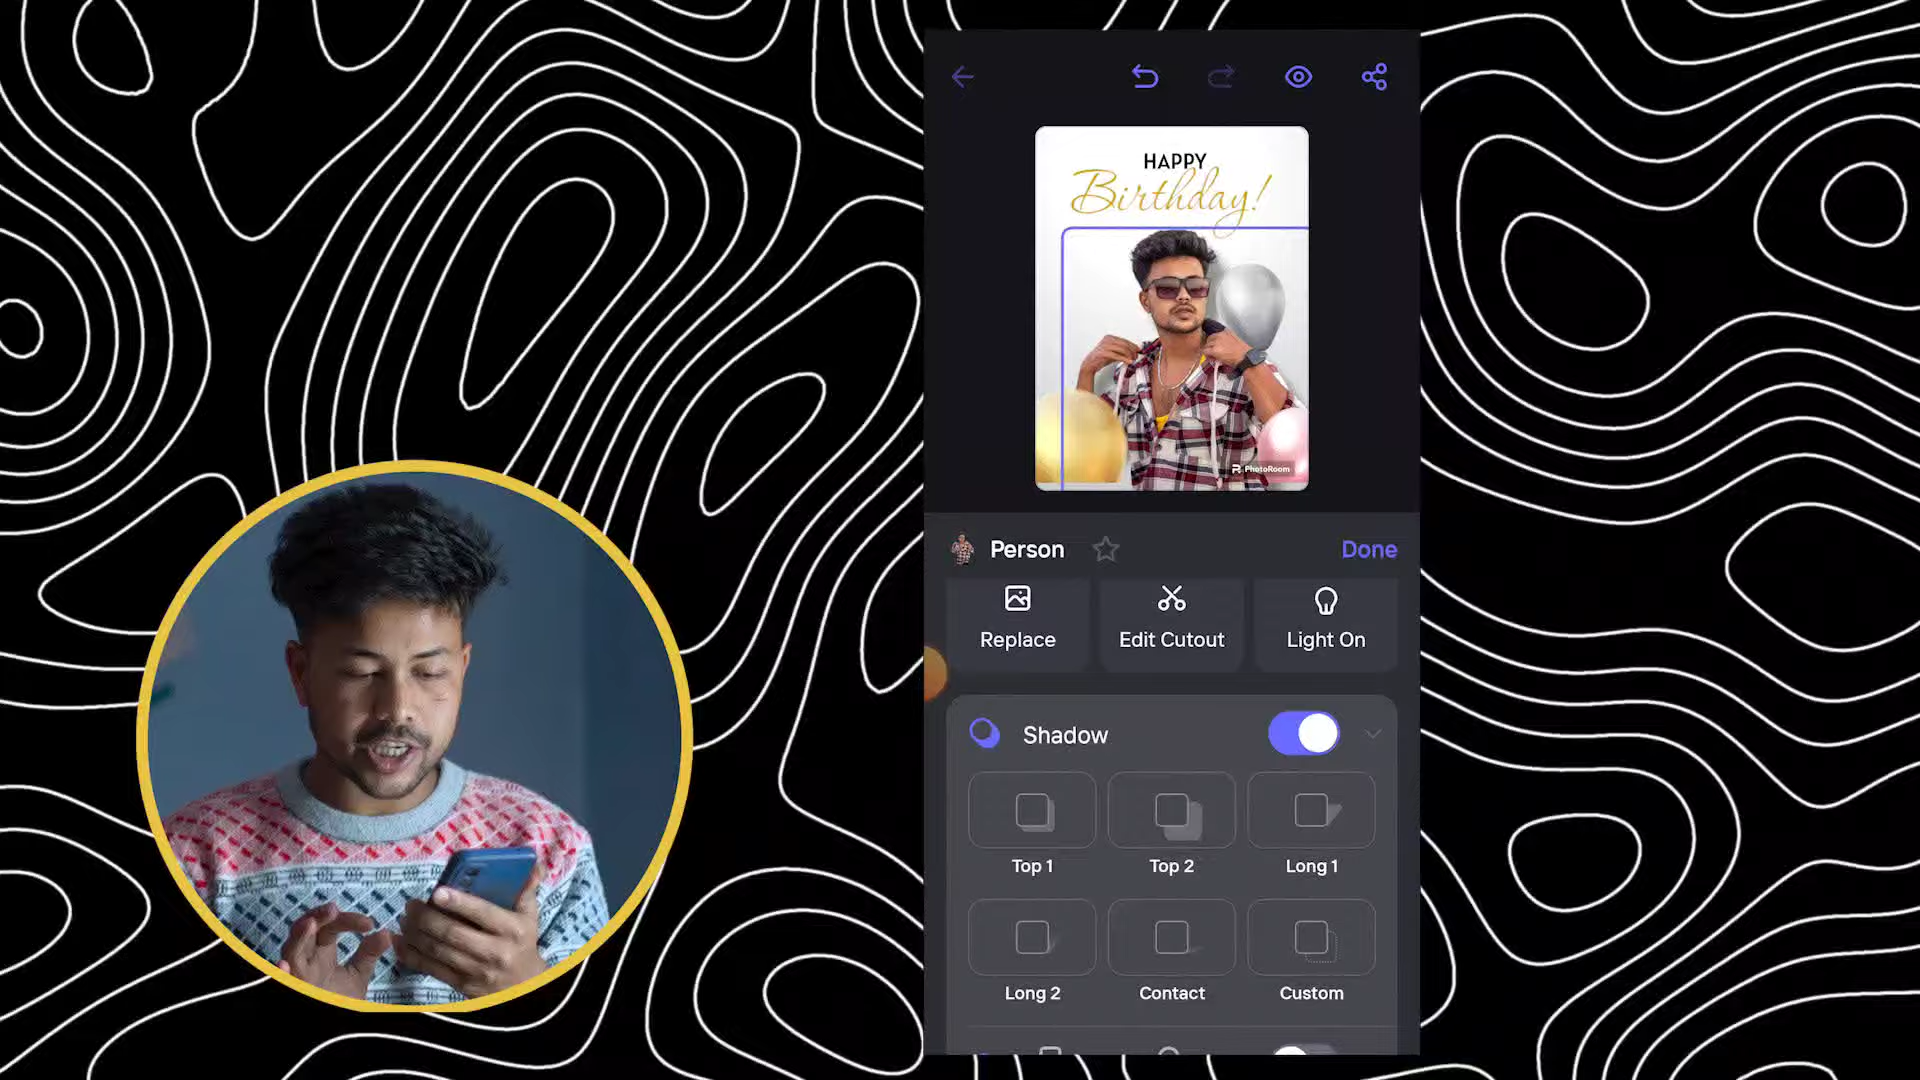 HAPPY
Birthday!
PhotoRoom
Person
Done
Replace
Edit Cutout
Light On
Shadow
Top 1
Top 2
Long 1
Long 2
Contact
Custom